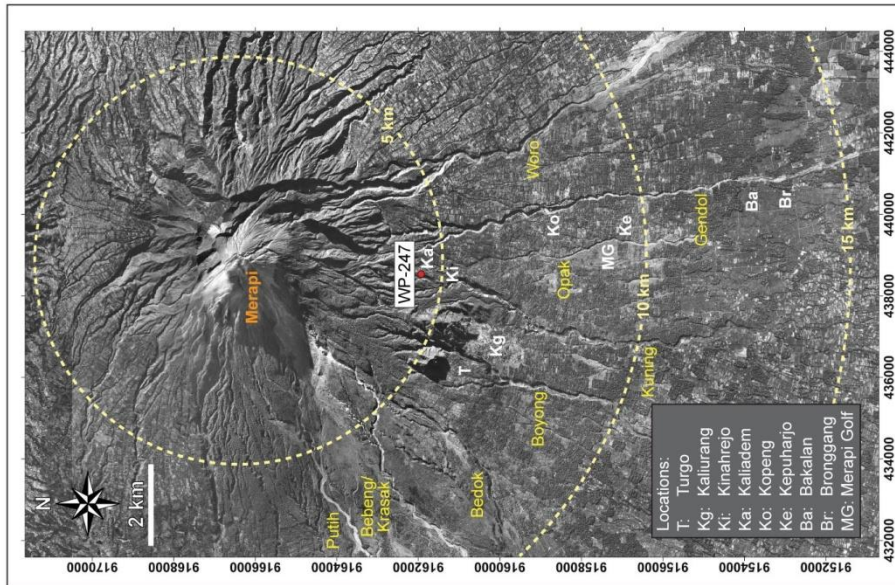 N
2 km
Merapi
5 km
10 km
15 km
WP-247
Ka
Ki
T
Kg
Ko
MG
Ke
Ba
Br
Putih
Bebeng/
Krasak
Bedok
Boyong
Kuning
Opak
Gendol
Woro
Locations:
T: Turgo
Kg: Kaliurang
Ki: Kinahrejo
Ka: Kaliadem
Ko: Kopeng
Ke: Kepuharjo
Ba: Bakalan
Br: Bronggang
MG: Merapi Golf
9170000
9168000
9166000
9164000
9162000
9160000
9158000
9156000
9154000
9152000
432000
434000
436000
438000
440000
442000
444000